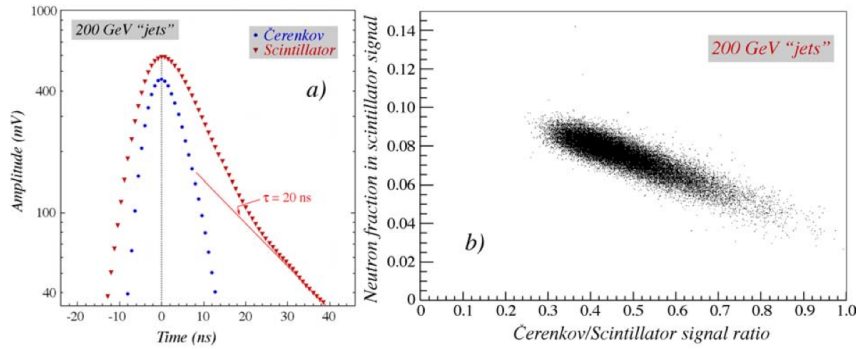 200 GeV “jets”
Čerenkov
Scintillator
a)
τ = 20 ns
1000
400
100
40
Amplitude (mV)
-20
-10
0
10
20
30
40
Time (ns)
200 GeV “jets”
b)
0.14
0.12
0.10
0.08
0.06
0.04
0.02
0
Neutron fraction in scintillator signal
0
0.1
0.2
0.3
0.4
0.5
0.6
0.7
0.8
0.9
1.0
Čerenkov/Scintillator signal ratio